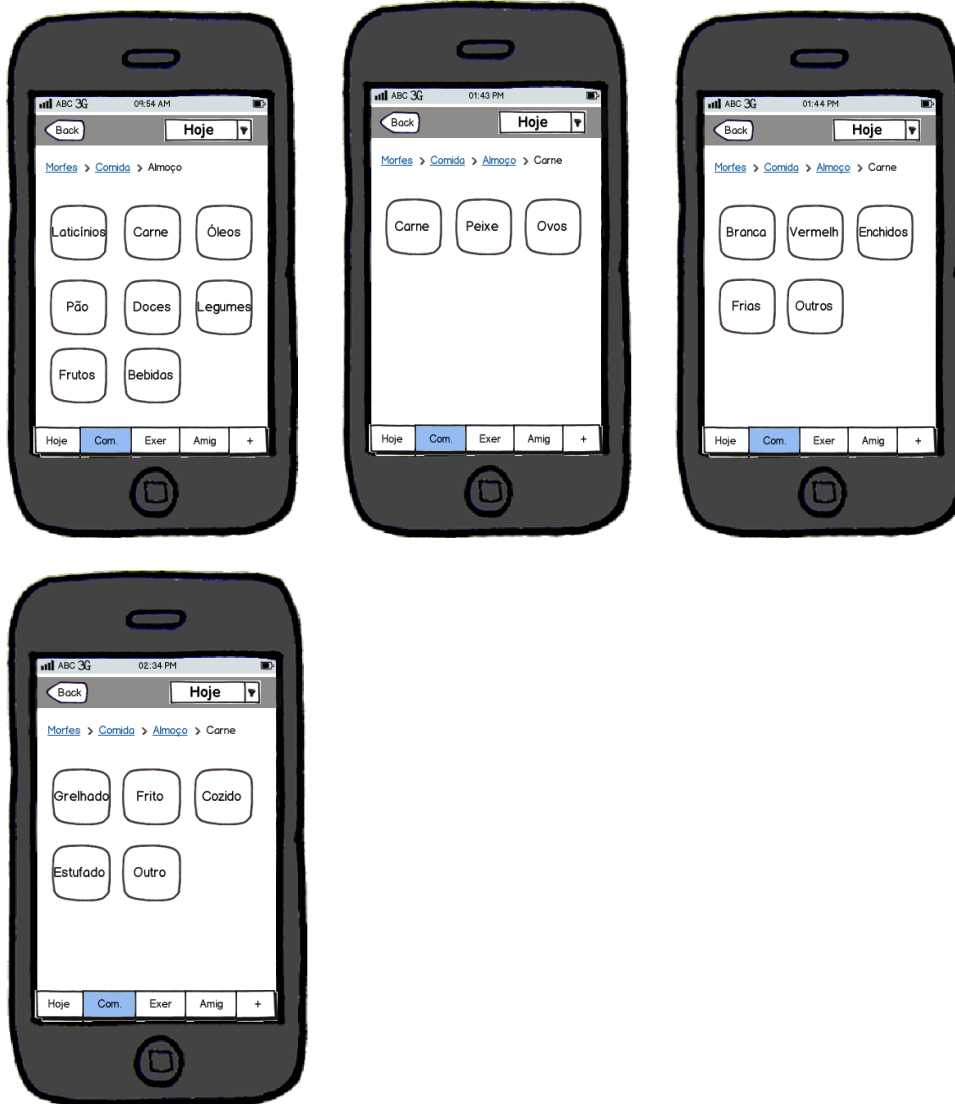 ABC 3G 09:54 AM
Back Hoje
Morfes > Comida > Almoço
Laticínios Carne Óleos
Pão Doces Legumes
Frutos Bebidas
Hoje Com. Exer Amig +
ABC 3G 01:43 PM
Back Hoje
Morfes > Comida > Almoço > Carne
Carne Peixe Ovos
Hoje Com. Exer Amig +
ABC 3G 01:44 PM
Back Hoje
Morfes > Comida > Almoço > Carne
Branca Vermelh Enchidos
Frias Outros
Hoje Com. Exer Amig +
ABC 3G 02:34 PM
Back Hoje
Morfes > Comida > Almoço > Carne
Grelhado Frito Cozido
Estufado Outro
Hoje Com. Exer Amig +